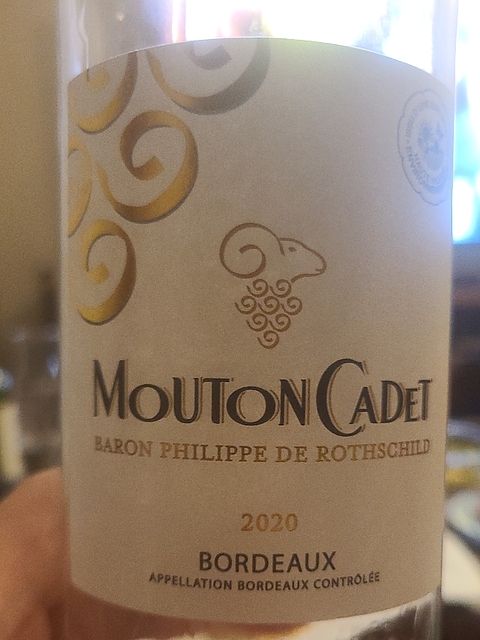 MOUTON CADET
BARON PHILIPPE DE ROTHSCHILD
2020
BORDEAUX
APPELLATION BORDEAUX CONTRÔLÉE